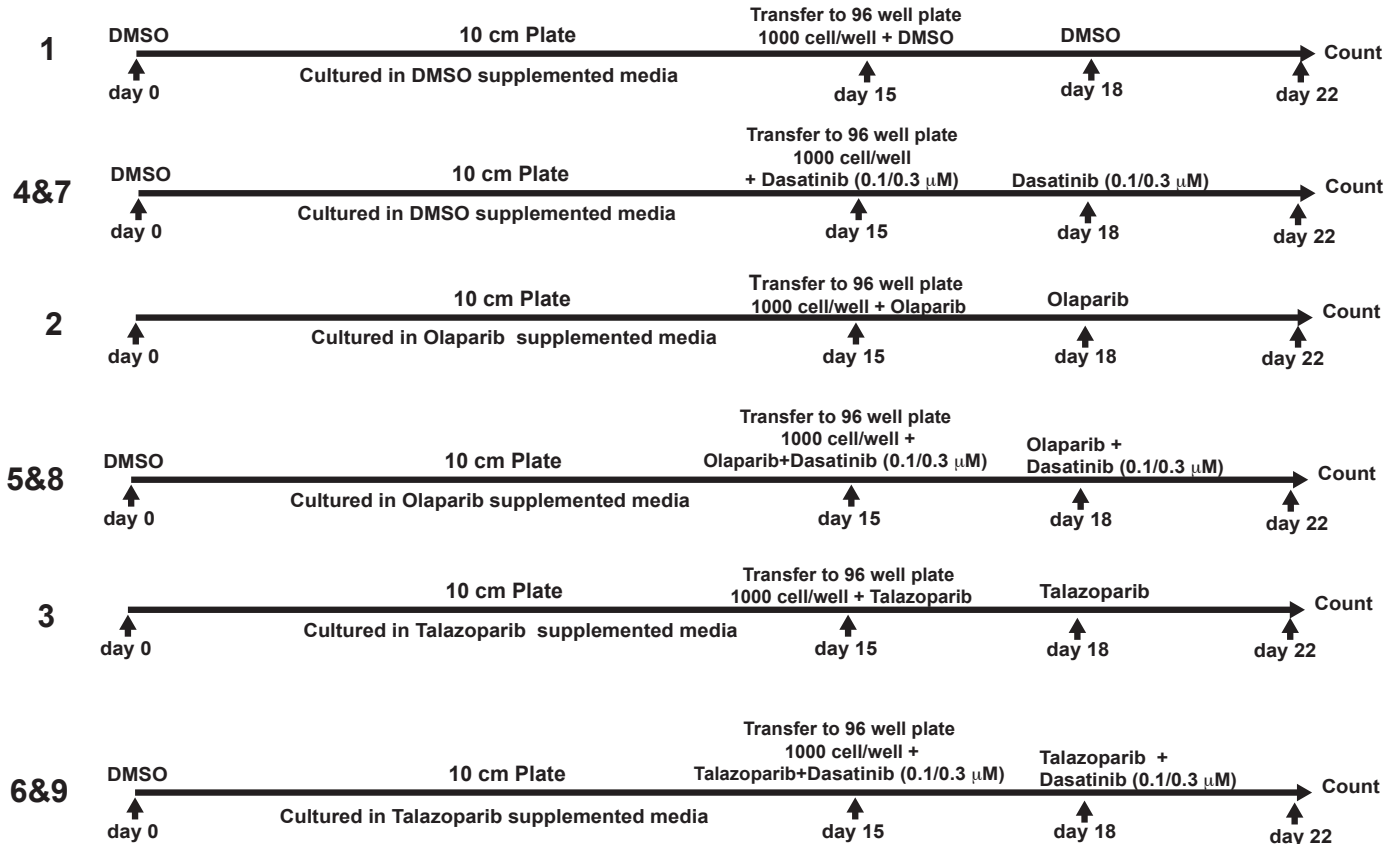 1
DMSO
10 cm Plate
Transfer to 96 well plate
1000 cell/well + DMSO
DMSO
Count
Cultured in DMSO supplemented media
day 0
day 15
day 18
day 22
4&7
DMSO
10 cm Plate
Transfer to 96 well plate
1000 cell/well
+ Dasatinib (0.1/0.3 μM)
Dasatinib (0.1/0.3 μM)
Count
Cultured in DMSO supplemented media
day 0
day 15
day 18
day 22
2
10 cm Plate
Transfer to 96 well plate
1000 cell/well + Olaparib
Olaparib
Count
Cultured in Olaparib supplemented media
day 0
day 15
day 18
day 22
5&8
DMSO
10 cm Plate
Transfer to 96 well plate
1000 cell/well +
Olaparib+Dasatinib (0.1/0.3 μM)
Olaparib +
Dasatinib (0.1/0.3 μM)
Count
Cultured in Olaparib supplemented media
day 0
day 15
day 18
day 22
3
10 cm Plate
Transfer to 96 well plate
1000 cell/well + Talazoparib
Talazoparib
Count
Cultured in Talazoparib supplemented media
day 0
day 15
day 18
day 22
6&9
DMSO
10 cm Plate
Transfer to 96 well plate
1000 cell/well +
Talazoparib+Dasatinib (0.1/0.3 μM)
Talazoparib +
Dasatinib (0.1/0.3 μM)
Count
Cultured in Talazoparib supplemented media
day 0
day 15
day 18
day 22